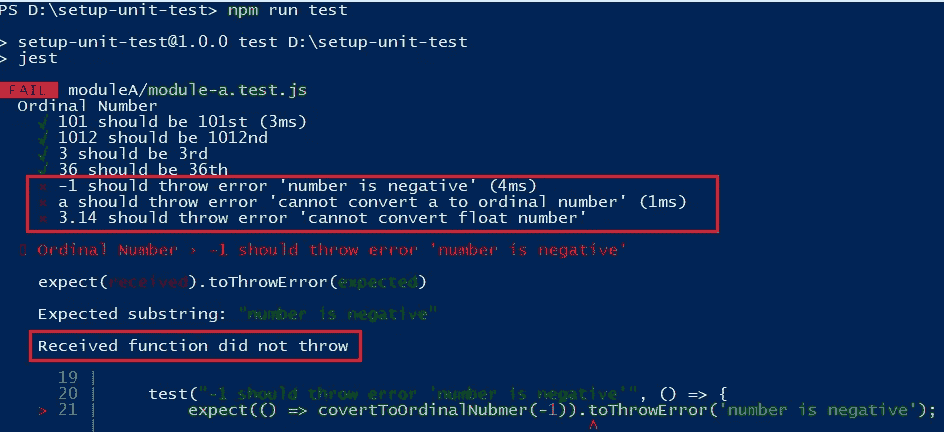 PS D:\setup-unit-test> npm run test
> setup-unit-test@1.0.0 test D:\setup-unit-test
> jest
FAIL moduleA/module-a.test.js
Ordinal Number
√ 101 should be 101st (3ms)
√ 1012 should be 1012nd
√ 3 should be 3rd
√ 36 should be 36th
× -1 should throw error 'number is negative' (4ms)
× a should throw error 'cannot convert a to ordinal number' (1ms)
× 3.14 should throw error 'cannot convert float number'
Ordinal Number › -1 should throw error 'number is negative'
expect(received).toThrowError(expected)
Expected substring: "number is negative"
Received function did not throw
19 |
20 | test("-1 should throw error 'number is negative'", () => {
> 21 | expect(() => covertToOrdinalNubmer(-1)).toThrowError('number is negative');
| ^